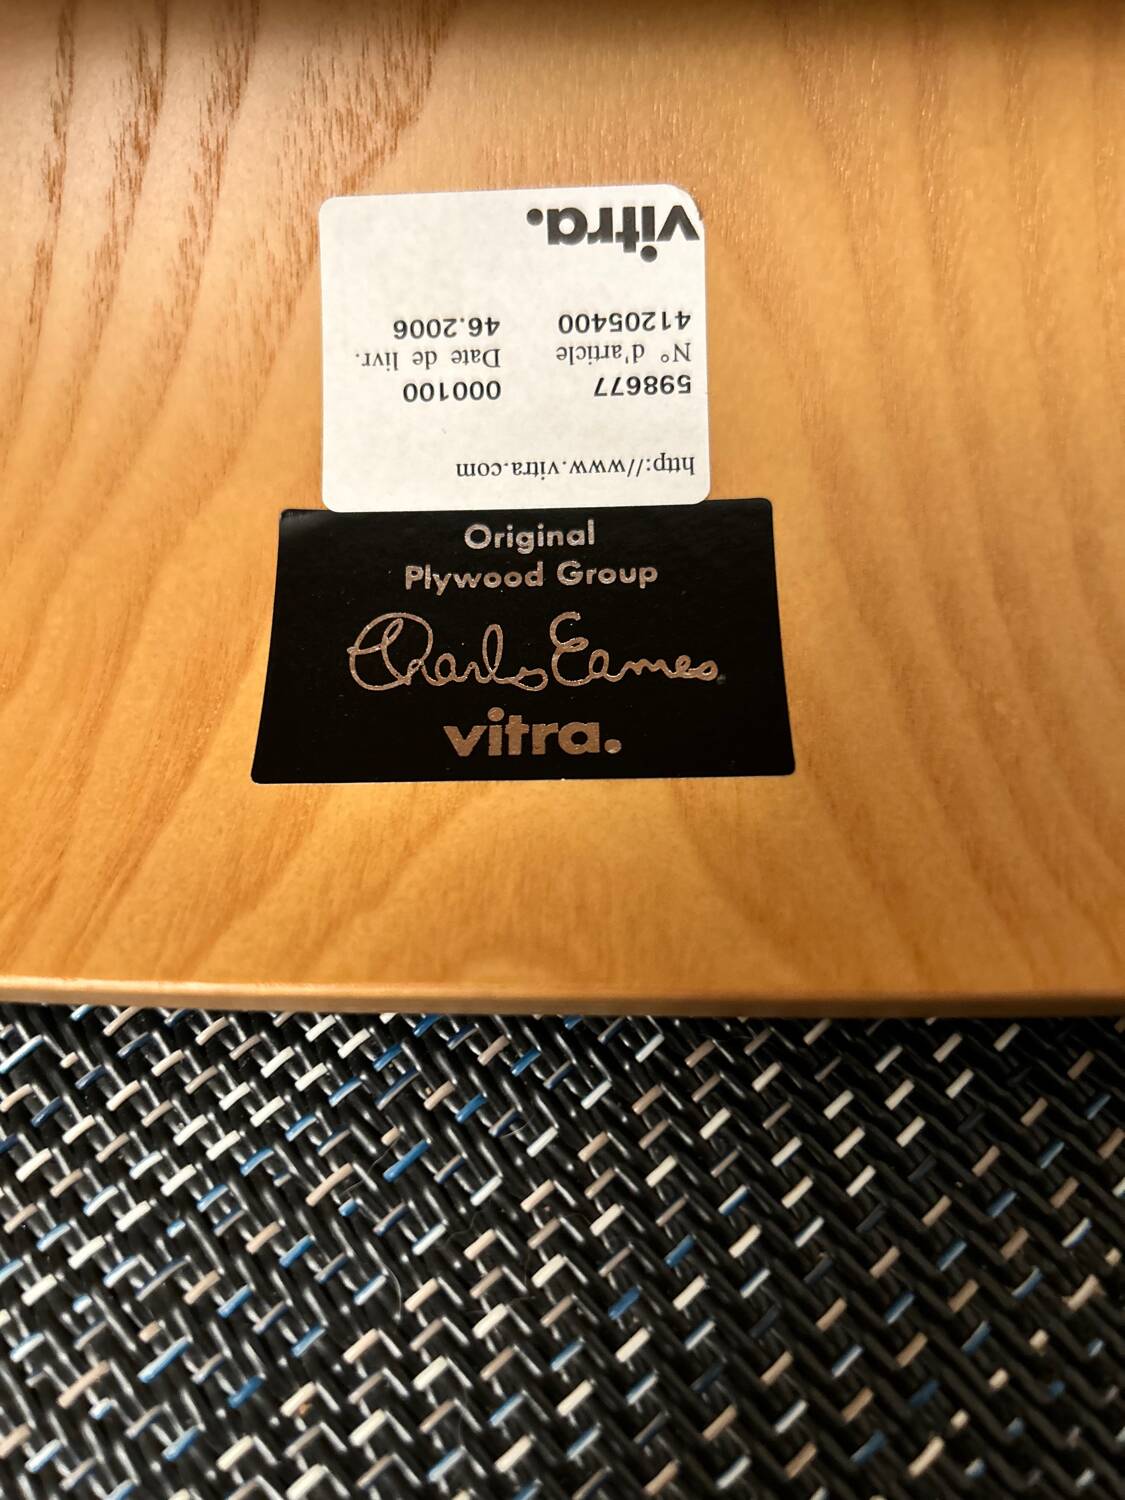 vitra.
N° d'article Date de livr.
41205400 46.2006
598677 000100
http://www.vitra.com
Original
Plywood Group
Charles Eames
vitra.